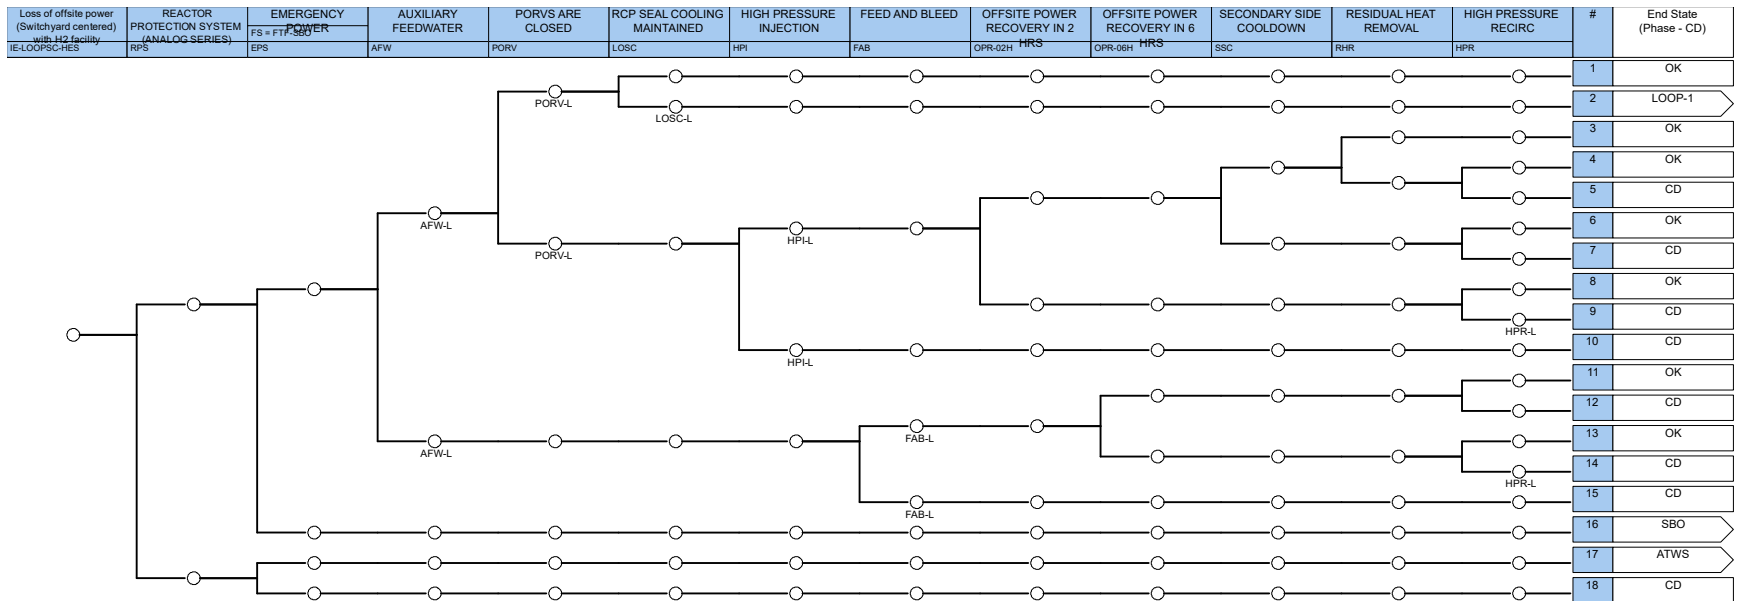 Loss of offsite power
(Switchyard centered)
with H2 facility
IE-LOOPSC-HES
REACTOR
PROTECTION SYSTEM
(ANALOG SERIES)
RPS
EMERGENCY
POWER
FS = FTF-SBO
EPS
AUXILIARY
FEEDWATER
AFW
PORVS ARE
CLOSED
PORV
RCP SEAL COOLING
MAINTAINED
LOSC
HIGH PRESSURE
INJECTION
HPI
FEED AND BLEED
FAB
OFFSITE POWER
RECOVERY IN 2
HRS
OPR-02H
OFFSITE POWER
RECOVERY IN 6
HRS
OPR-06H
SECONDARY SIDE
COOLDOWN
SSC
RESIDUAL HEAT
REMOVAL
RHR
HIGH PRESSURE
RECIRC
HPR
#
End State
(Phase - CD)
1 OK
PORV-L
2 LOOP-1
LOSC-L
3 OK
4 OK
5 CD
6 OK
AFW-L
HPI-L
7 CD
PORV-L
8 OK
9 CD
HPR-L
10 CD
HPI-L
11 OK
12 CD
13 OK
FAB-L
AFW-L
14 CD
HPR-L
15 CD
FAB-L
16 SBO
17 ATWS
18 CD